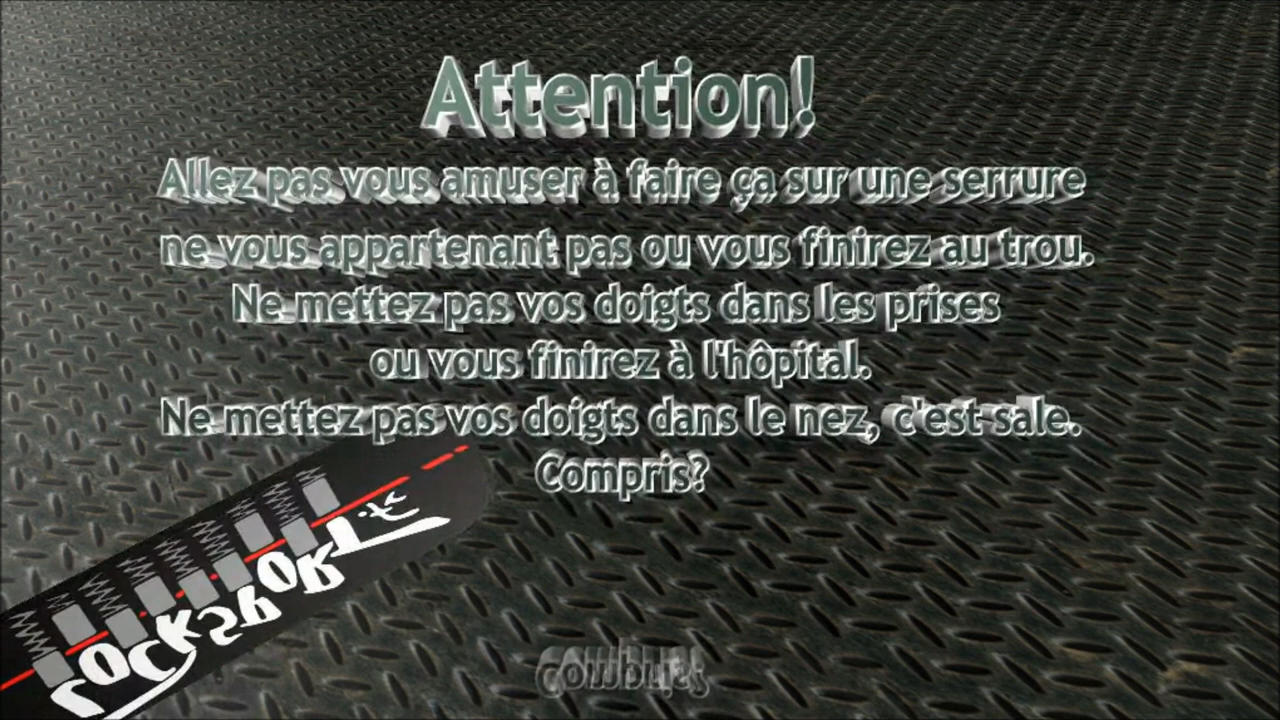 Attention!
Allez pas vous amuser à faire ça sur une serrure
ne vous appartenant pas ou vous finirez au trou.
Ne mettez pas vos doigts dans les prises
ou vous finirez à l'hôpital.
Ne mettez pas vos doigts dans le nez, c'est sale.
Compris?
LOCKSPORT.fr
Compris?